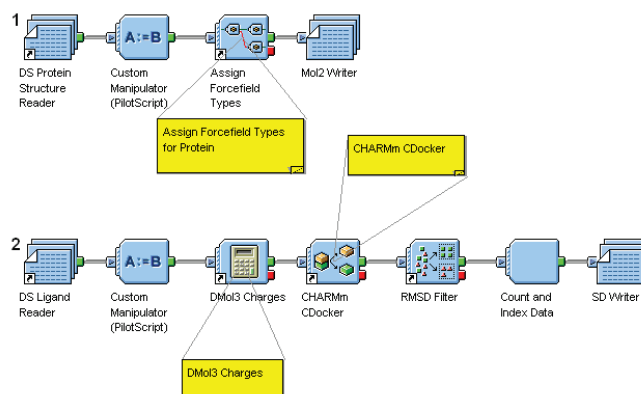 1
A:=B
DS Protein
Structure
Reader
Custom
Manipulator
(PilotScript)
Assign
Forcefield
Types
Mol2 Writer
Assign Forcefield Types
for Protein
CHARMm CDocker
2
A:=B
DS Ligand
Reader
Custom
Manipulator
(PilotScript)
DMol3 Charges
CHARMm
CDocker
RMSD Filter
Count and
Index Data
SD Writer
DMol3 Charges